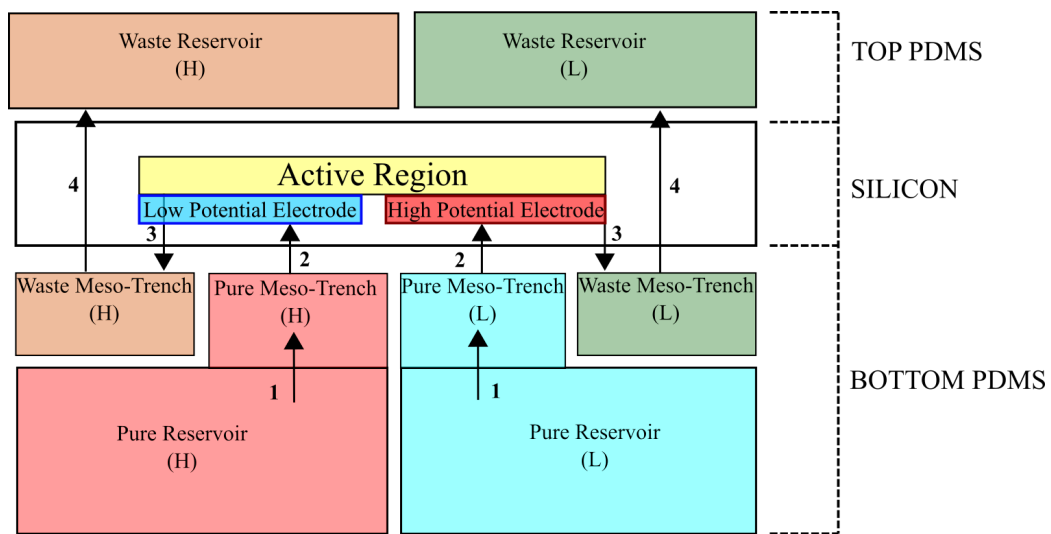 Waste Reservoir
(H)
Waste Reservoir
(L)
TOP PDMS
Active Region
Low Potential Electrode
High Potential Electrode
4
4
SILICON
3
3
2
2
Waste Meso-Trench
(H)
Pure Meso-Trench
(H)
Pure Meso-Trench
(L)
Waste Meso-Trench
(L)
1
1
BOTTOM PDMS
Pure Reservoir
(H)
Pure Reservoir
(L)